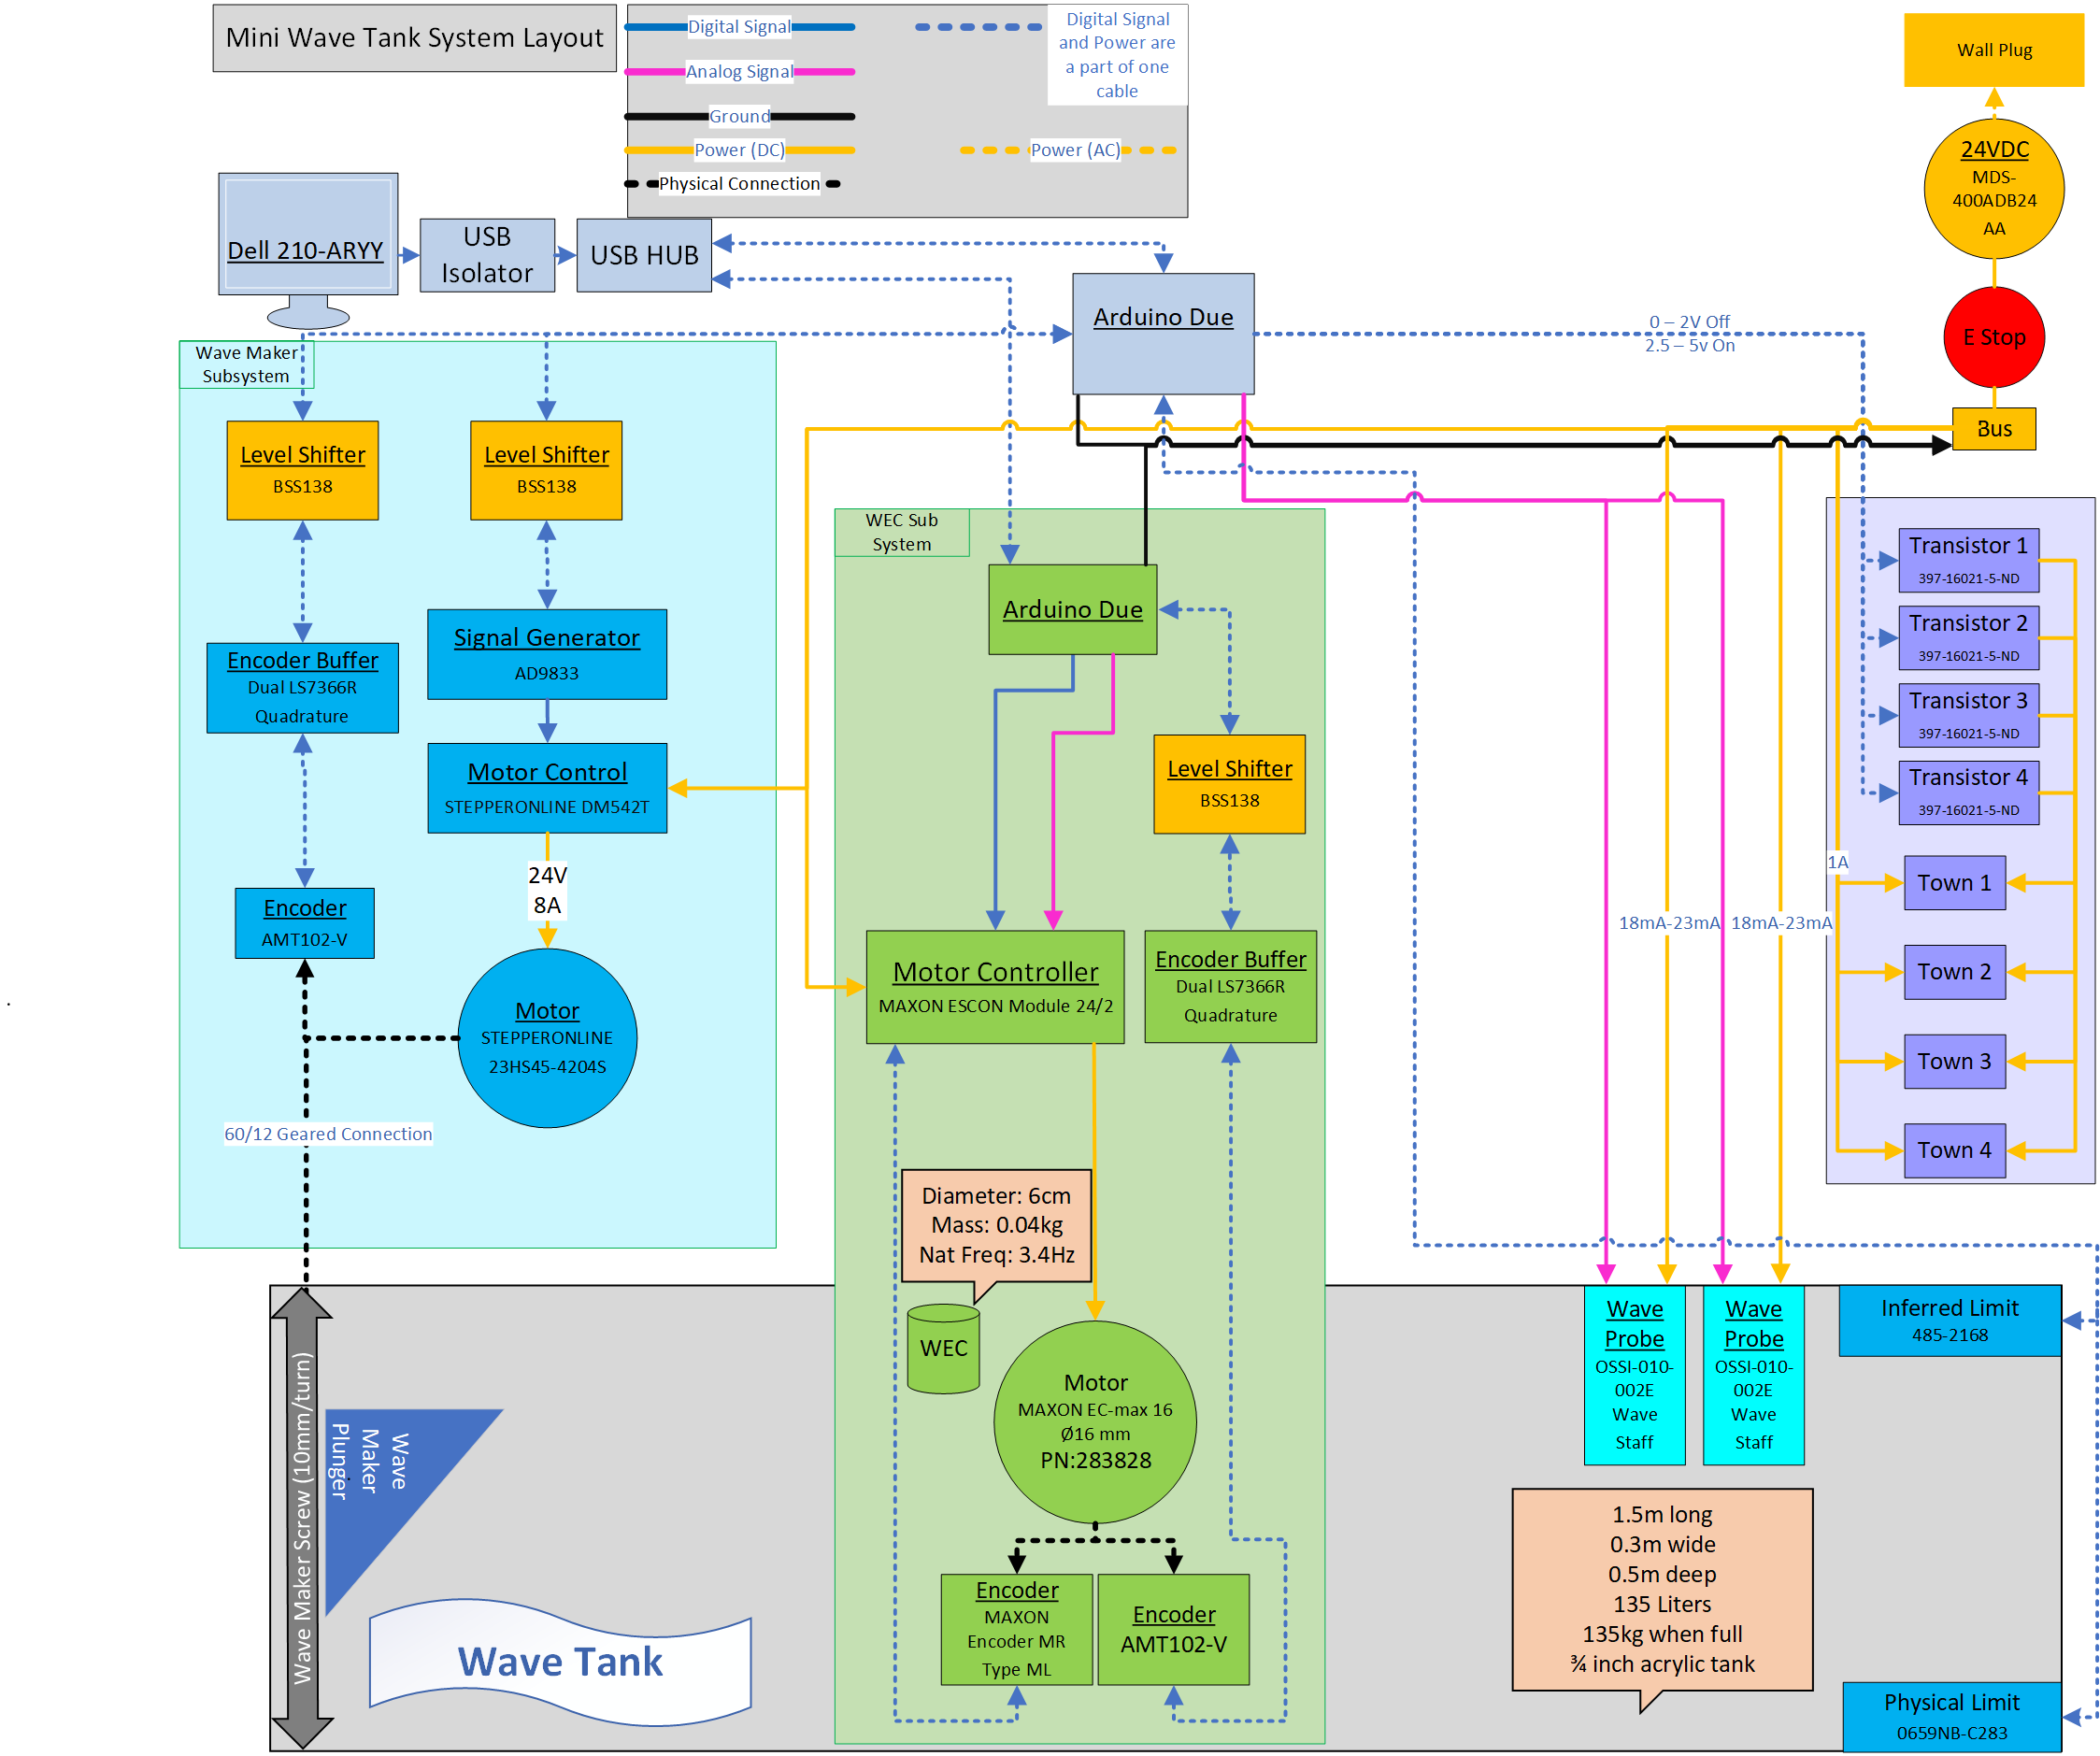 Mini Wave Tank System Layout
Digital Signal
Analog Signal
Ground
Power (DC)
Physical Connection
Digital Signal
and Power are
a part of one
cable
Power (AC)
Wall Plug
24VDC
MDS-
400ADB24
AA
E Stop
Bus
Dell 210-ARYY
USB
Isolator
USB HUB
Arduino Due
0 – 2V Off
2.5 – 5v On
Wave Maker
Subsystem
Level Shifter
BSS138
Level Shifter
BSS138
Encoder Buffer
Dual LS7366R
Quadrature
Signal Generator
AD9833
Motor Control
STEPPERONLINE DM542T
24V
8A
Encoder
AMT102-V
Motor
STEPPERONLINE
23HS45-4204S
60/12 Geared Connection
WEC Sub
System
Arduino Due
Level Shifter
BSS138
Motor Controller
MAXON ESCON Module 24/2
Encoder Buffer
Dual LS7366R
Quadrature
Diameter: 6cm
Mass: 0.04kg
Nat Freq: 3.4Hz
WEC
Motor
MAXON EC-max 16
Ø16 mm
PN:283828
Encoder
MAXON
Encoder MR
Type ML
Encoder
AMT102-V
Transistor 1
397-16021-5-ND
Transistor 2
397-16021-5-ND
Transistor 3
397-16021-5-ND
Transistor 4
397-16021-5-ND
1A
Town 1
Town 2
Town 3
Town 4
18mA-23mA
18mA-23mA
Wave
Probe
OSSI-010-
002E
Wave
Staff
Wave
Probe
OSSI-010-
002E
Wave
Staff
Inferred Limit
485-2168
1.5m long
0.3m wide
0.5m deep
135 Liters
135kg when full
¾ inch acrylic tank
Physical Limit
0659NB-C283
Wave Maker Screw (10mm/turn)
Wave
Maker
Plunger
Wave Tank